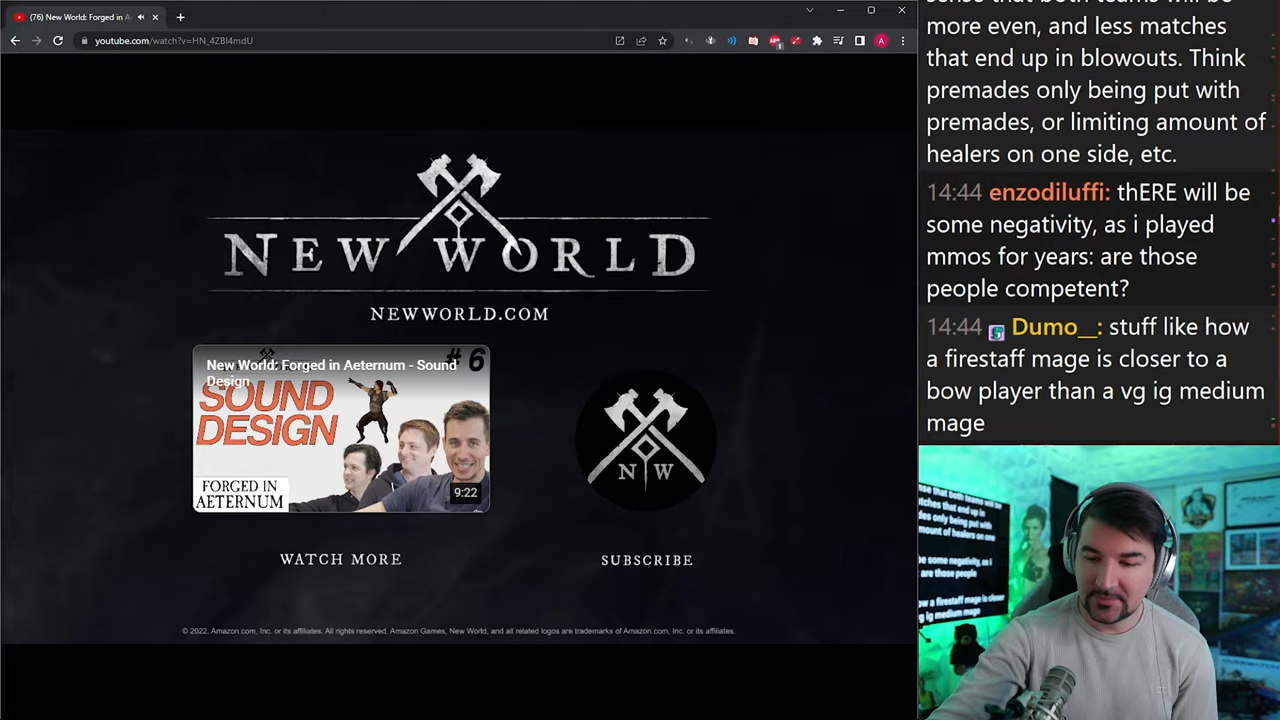 (76) New World: Forged in A
youtube.com/watch?v=HN_4ZBI4mdU
NEW WORLD
NEWWORLD.COM
New World: Forged in Aeternum - Sound
Design
#6
SOUND
DESIGN
FORGED IN
AETERNUM
9:22
N W
WATCH MORE
SUBSCRIBE
© 2022, Amazon.com, Inc. or its affiliates. All rights reserved. Amazon Games, New World, and all related logos are trademarks of Amazon.com, Inc. or its affiliates.
sense that both teams will be
more even, and less matches
that end up in blowouts. Think
premades only being put with
premades, or limiting amount of
healers on one side, etc.
14:44 enzodiluffi: thERE will be
some negativity, as i played
mmos for years: are those
people competent?
14:44 Dumo__: stuff like how
a firestaff mage is closer to a
bow player than a vg ig medium
mage